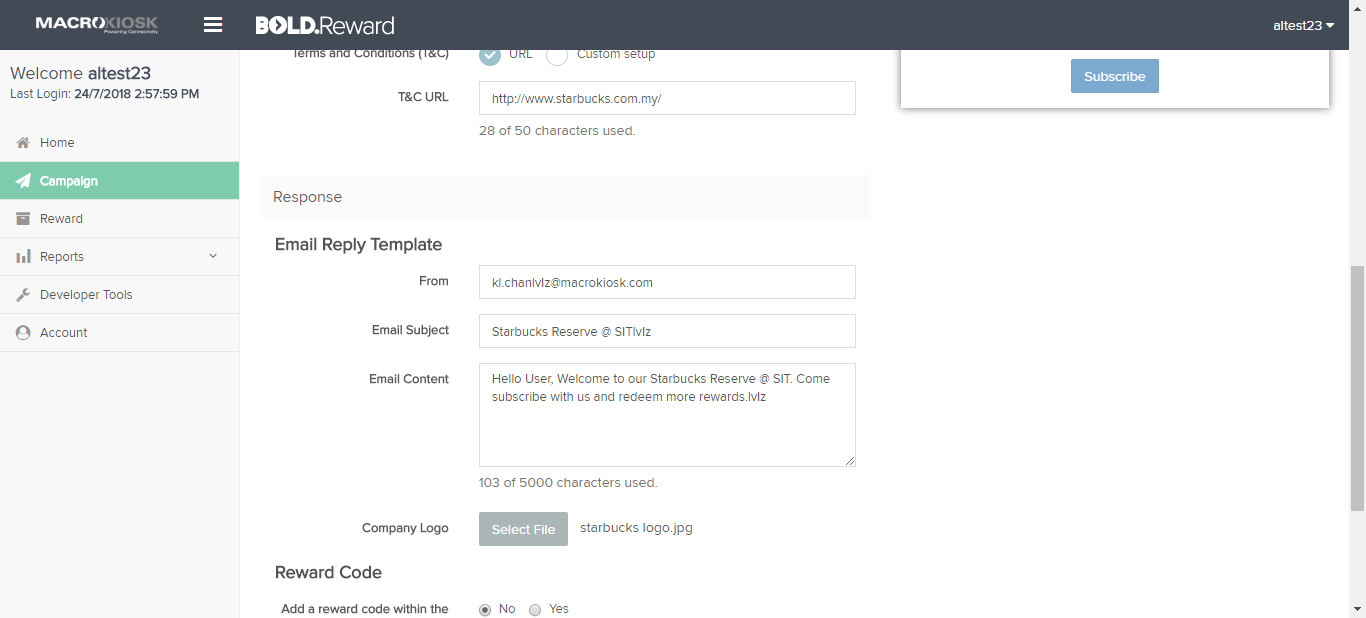 MACROKIOSK
Powering Connectivity
BOLD.Reward
altest23
Welcome altest23
Last Login: 24/7/2018 2:57:59 PM
Home
Campaign
Reward
Reports
Developer Tools
Account
Terms and Conditions (T&C)
URL
Custom setup
T&C URL
http://www.starbucks.com.my/
28 of 50 characters used.
Subscribe
Response
Email Reply Template
From
kl.chanlvlz@macrokiosk.com
Email Subject
Starbucks Reserve @ SITlvlz
Email Content
Hello User, Welcome to our Starbucks Reserve @ SIT. Come
subscribe with us and redeem more rewards.lvlz
103 of 5000 characters used.
Company Logo
Select File
starbucks logo.jpg
Reward Code
Add a reward code within the
No
Yes